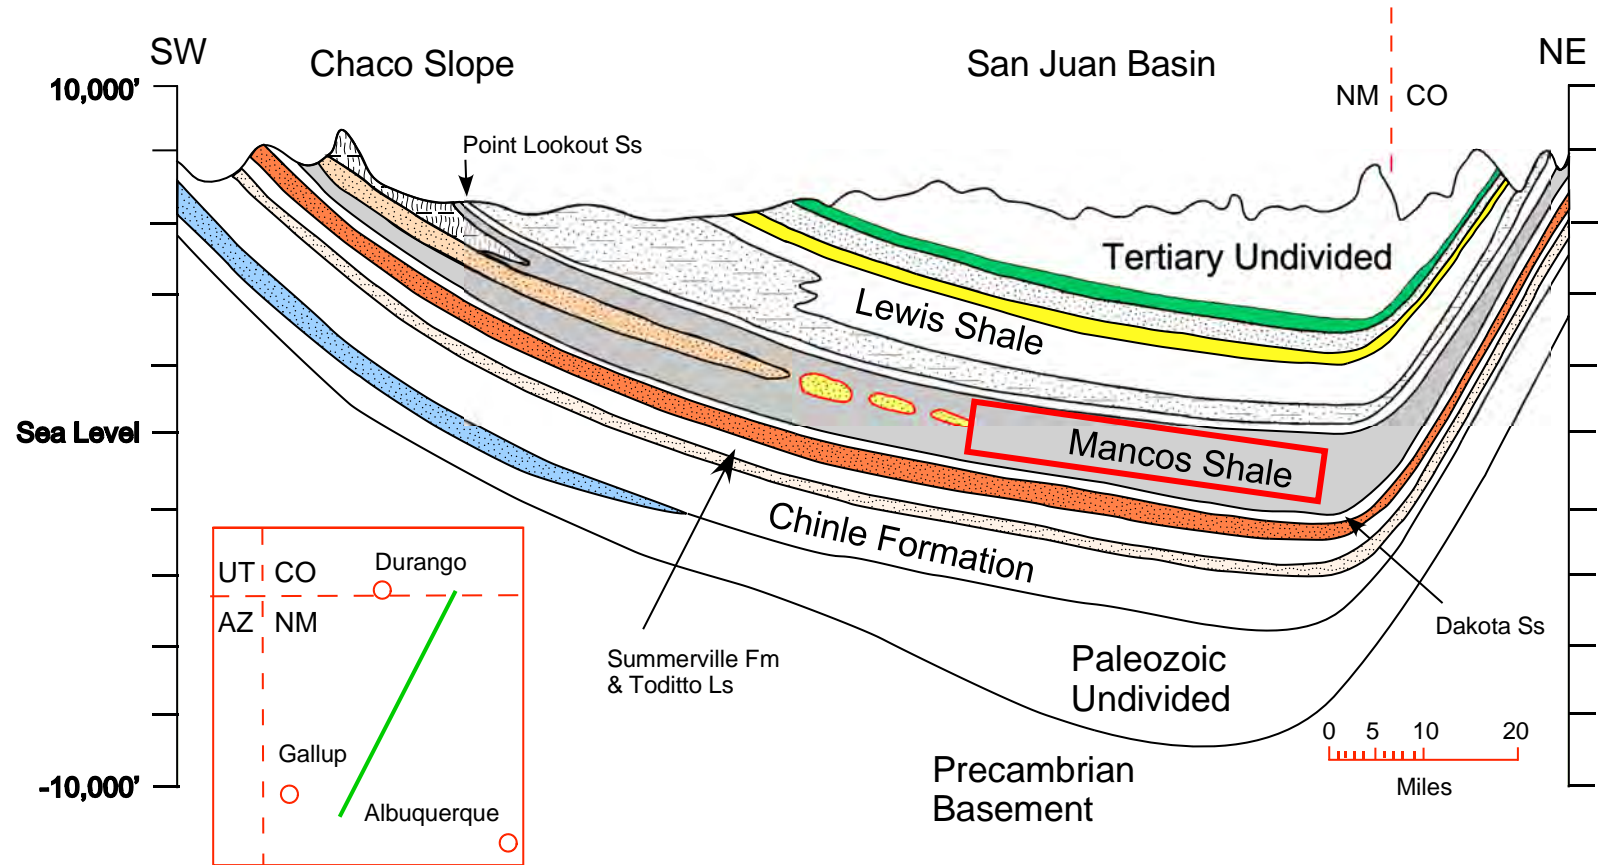 SW
Chaco Slope
San Juan Basin
NE
10,000'
NM
CO
Point Lookout Ss
Tertiary Undivided
Lewis Shale
Sea Level
Mancos Shale
Chinle Formation
Dakota Ss
Summerville Fm
& Toditto Ls
Paleozoic
Undivided
Precambrian
Basement
-10,000'
0 5 10 20
Miles
UT CO
Durango
AZ NM
Gallup
Albuquerque